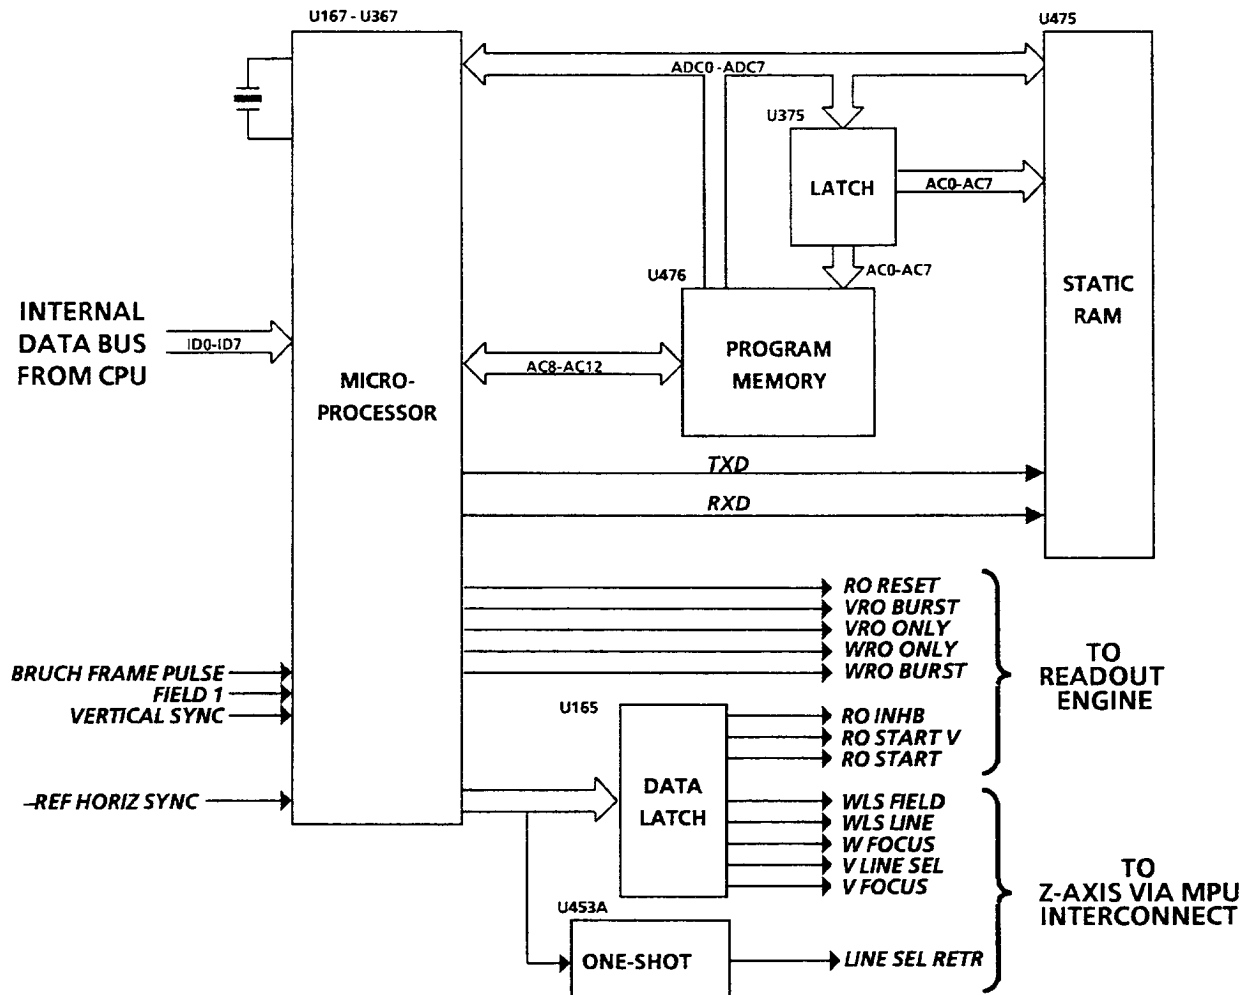 U167 - U367
U475
ADC0 - ADC7
U375
LATCH
AC0-AC7
AC0-AC7
U476
STATIC
RAM
INTERNAL
DATA BUS
FROM CPU
ID0-ID7
MICRO-
PROCESSOR
AC8-AC12
PROGRAM
MEMORY
TXD
RXD
RO RESET
VRO BURST
VRO ONLY
WRO ONLY
WRO BURST
TO
READOUT
ENGINE
BRUCH FRAME PULSE
FIELD 1
VERTICAL SYNC
U165
RO INHB
RO START V
RO START
–REF HORIZ SYNC
DATA
LATCH
WLS FIELD
WLS LINE
W FOCUS
V LINE SEL
V FOCUS
TO
Z-AXIS VIA MPU
INTERCONNECT
U453A
ONE-SHOT
LINE SEL RETR